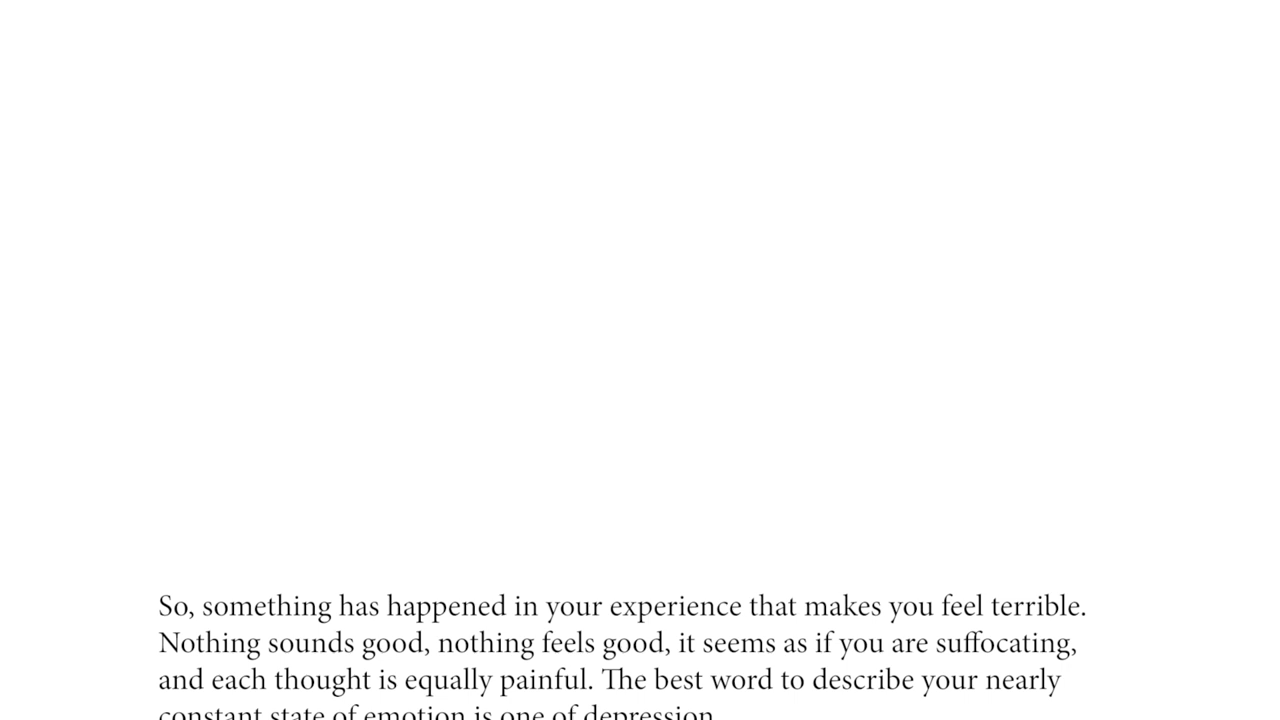 So, something has happened in your experience that makes you feel terrible.
Nothing sounds good, nothing feels good, it seems as if you are suffocating,
and each thought is equally painful. The best word to describe your nearly
constant state of emotion is one of depression.